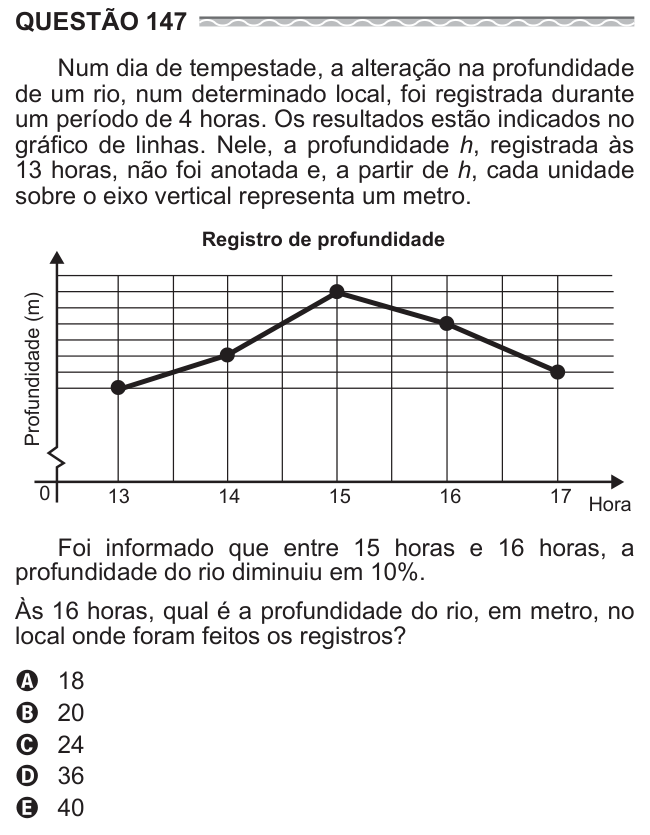 QUESTÃO 147
Num dia de tempestade, a alteração na profundidade
de um rio, num determinado local, foi registrada durante
um período de 4 horas. Os resultados estão indicados no
gráfico de linhas. Nele, a profundidade h, registrada às
13 horas, não foi anotada e, a partir de h, cada unidade
sobre o eixo vertical representa um metro.
Registro de profundidade
Profundidade (m)
0
13
14
15
16
17
Hora
Foi informado que entre 15 horas e 16 horas, a
profundidade do rio diminuiu em 10%.
Às 16 horas, qual é a profundidade do rio, em metro, no
local onde foram feitos os registros?
A 18
B 20
C 24
D 36
E 40